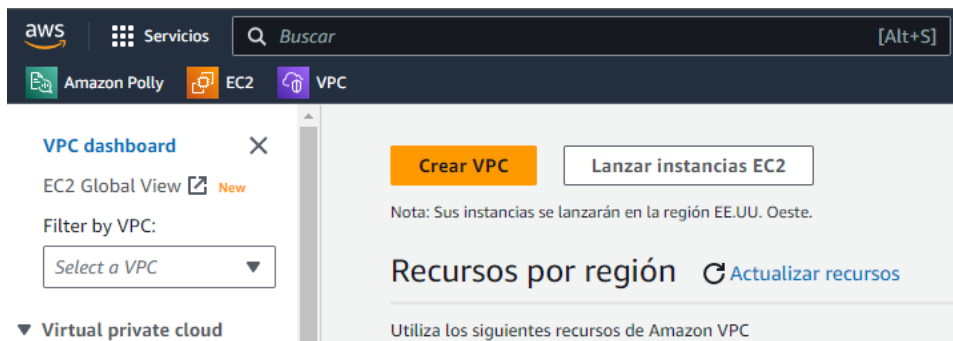 aws Servicios Buscar [Alt+S]
Amazon Polly EC2 VPC
VPC dashboard
EC2 Global View New
Filter by VPC:
Select a VPC
Virtual private cloud
Crear VPC Lanzar instancias EC2
Nota: Sus instancias se lanzarán en la región EE.UU. Oeste.
Recursos por región Actualizar recursos
Utiliza los siguientes recursos de Amazon VPC